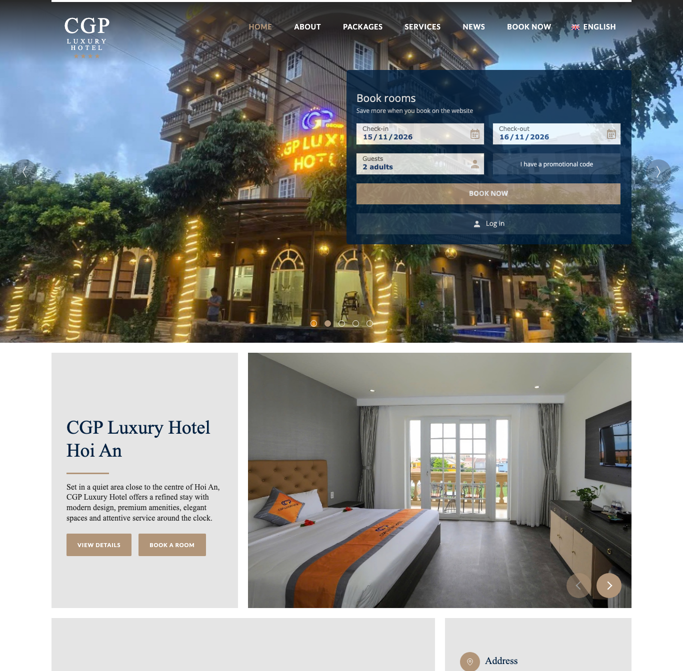 CGP
LUXURY
HOTEL
HOME
ABOUT
PACKAGES
SERVICES
NEWS
BOOK NOW
ENGLISH
CGP LUXURY
HOTEL
Book rooms
Save more when you book on the website
Check-in
15/11/2026
Check-out
16/11/2026
Guests
2 adults
I have a promotional code
BOOK NOW
Log in
CGP Luxury Hotel
Hoi An
Set in a quiet area close to the centre of Hoi An,
CGP Luxury Hotel offers a refined stay with
modern design, premium amenities, elegant
spaces and attentive service around the clock.
VIEW DETAILS
BOOK A ROOM
Address